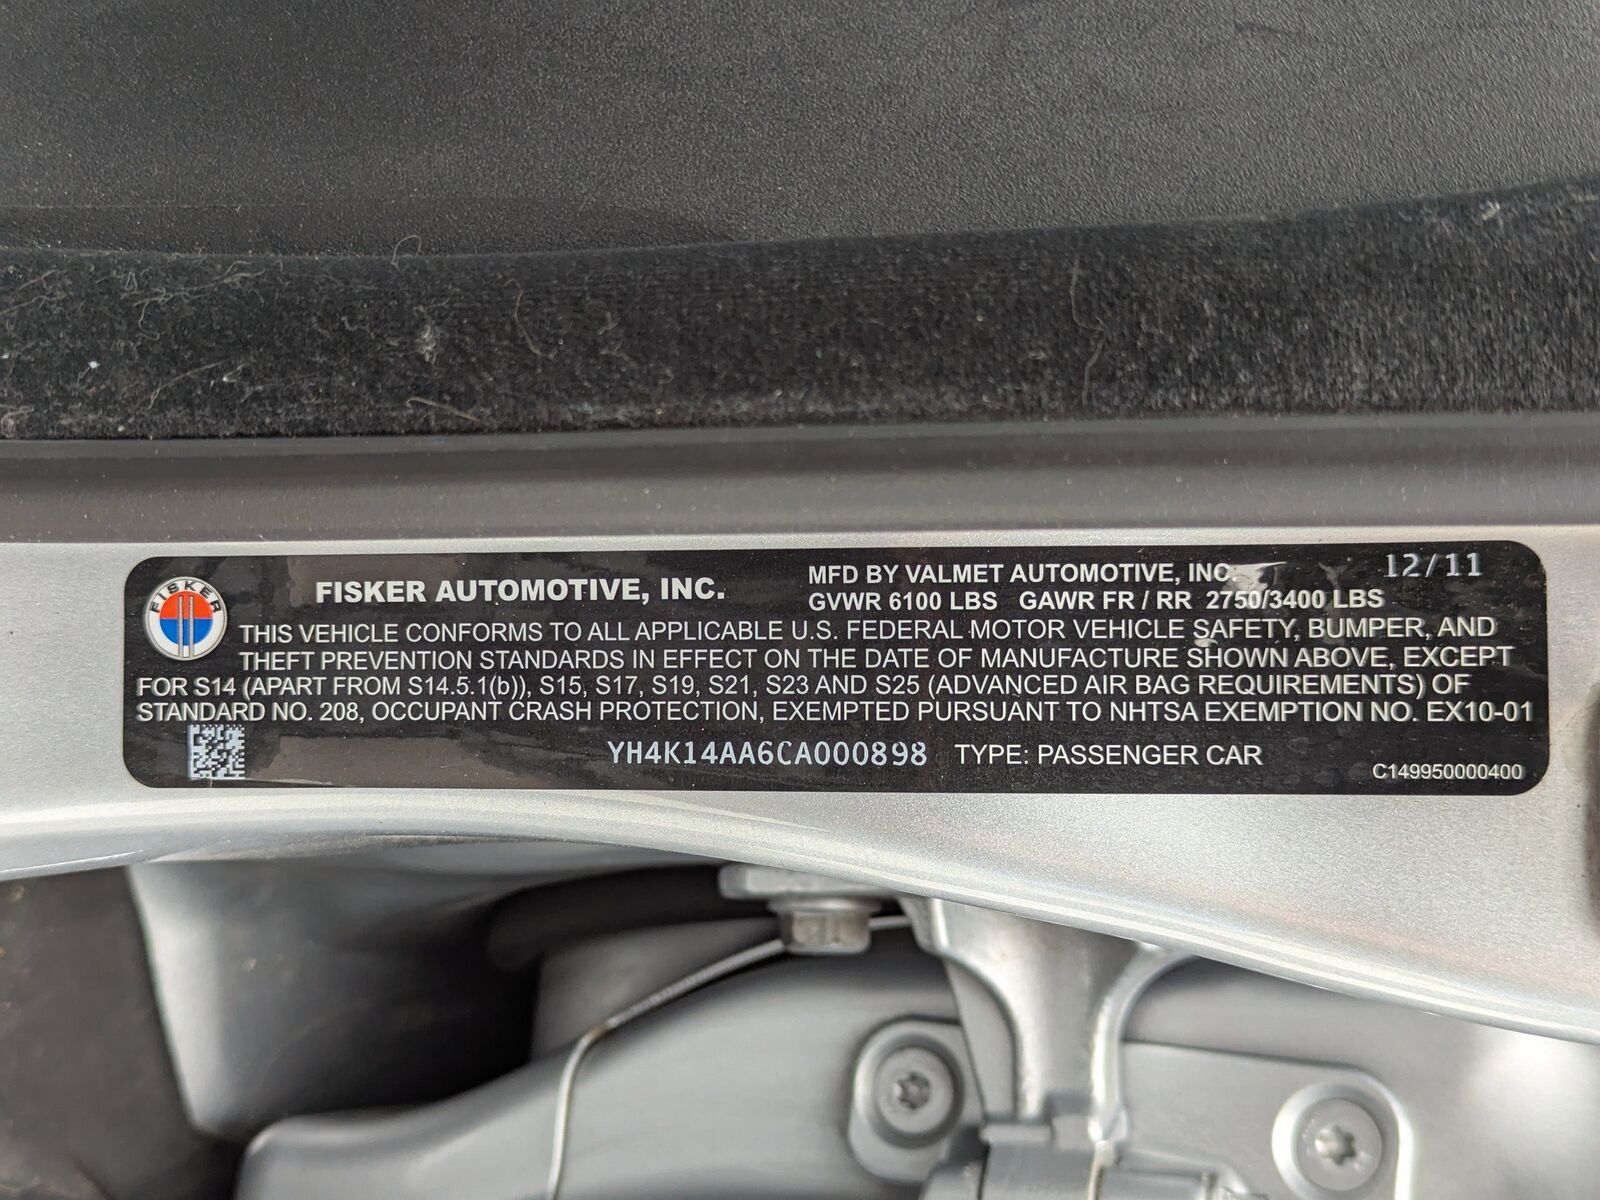 FISKER
FISKER AUTOMOTIVE, INC.
MFD BY VALMET AUTOMOTIVE, INC. 12/11
GVWR 6100 LBS GAWR FR / RR 2750/3400 LBS
THIS VEHICLE CONFORMS TO ALL APPLICABLE U.S. FEDERAL MOTOR VEHICLE SAFETY, BUMPER, AND
THEFT PREVENTION STANDARDS IN EFFECT ON THE DATE OF MANUFACTURE SHOWN ABOVE, EXCEPT
FOR S14 (APART FROM S14.5.1(b)), S15, S17, S19, S21, S23 AND S25 (ADVANCED AIR BAG REQUIREMENTS) OF
STANDARD NO. 208, OCCUPANT CRASH PROTECTION, EXEMPTED PURSUANT TO NHTSA EXEMPTION NO. EX10-01
YH4K14AA6CA000898 TYPE: PASSENGER CAR
C149950000400